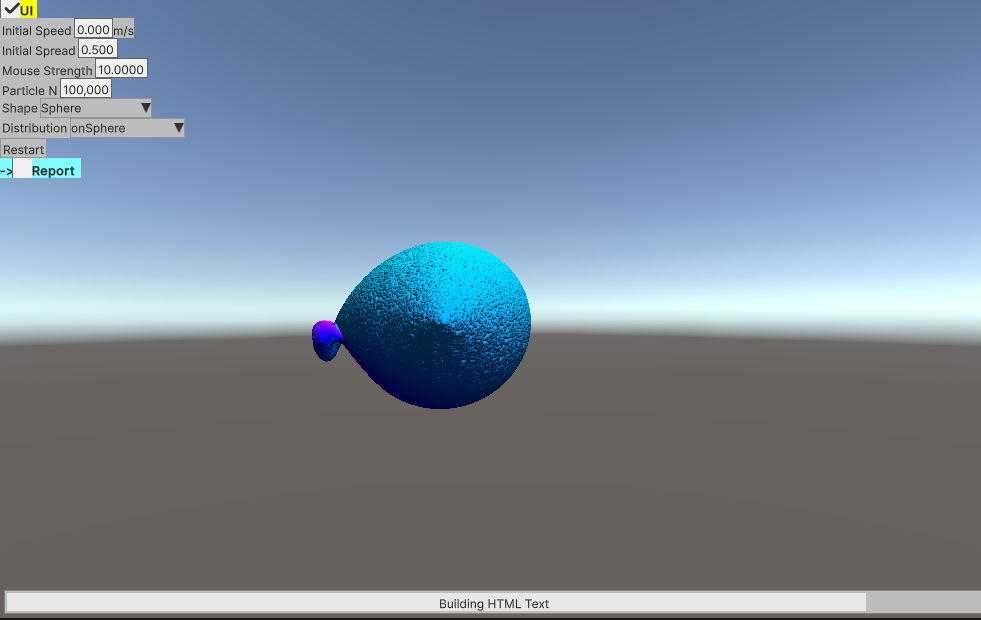 UI
Initial Speed 0.000 m/s
Initial Spread 0.500
Mouse Strength 10.0000
Particle N 100,000
Shape Sphere
Distribution onSphere
Restart
-> Report
Building HTML Text